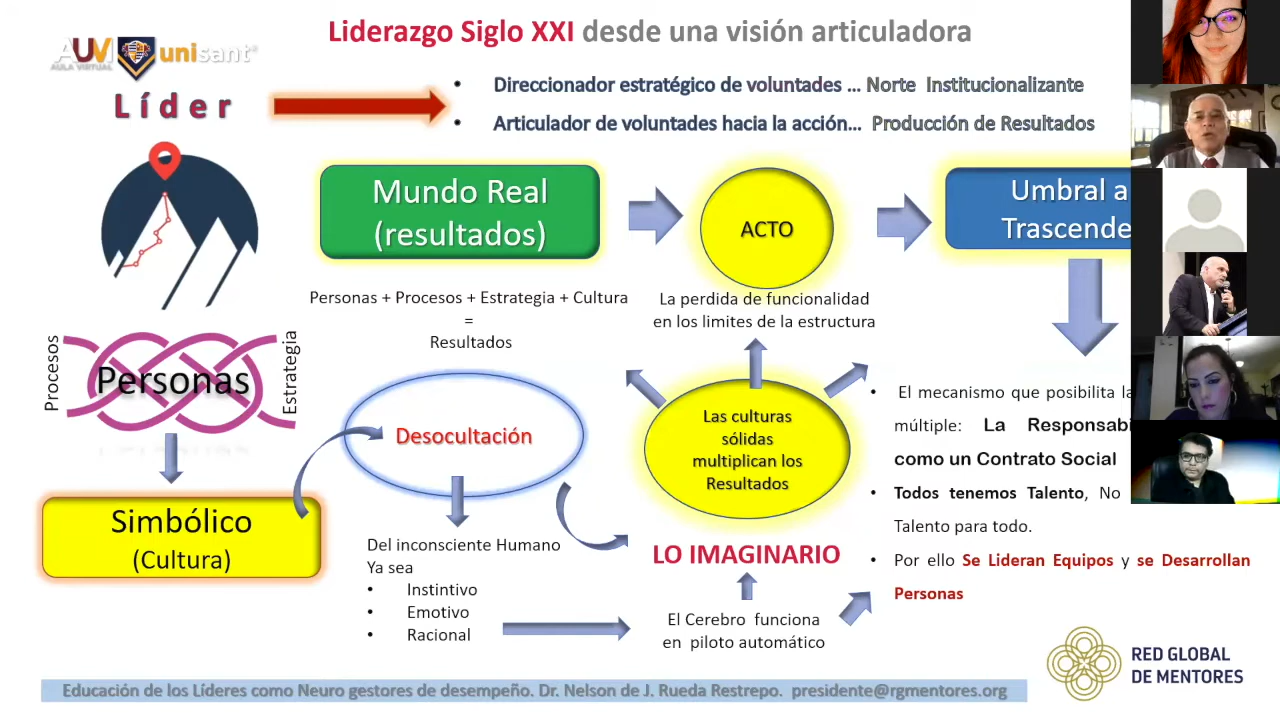 Liderazgo Siglo XXI desde una visión articuladora
AUV unisant®
AULA VIRTUAL
Líder
• Direccionador estratégico de voluntades ... Norte Institucionalizante
• Articulador de voluntades hacia la acción... Producción de Resultados
Mundo Real
(resultados)
ACTO
Umbral a
Trascende
Personas + Procesos + Estrategia + Cultura
=
Resultados
La perdida de funcionalidad
en los limites de la estructura
Procesos
Personas
Estrategia
Desocultación
Las culturas
sólidas
multiplican los
Resultados
• El mecanismo que posibilita la
múltiple: La Responsabi
como un Contrato Social
• Todos tenemos Talento, No
Talento para todo.
• Por ello Se Lideran Equipos y se Desarrollan
Personas
Simbólico
(Cultura)
Del inconsciente Humano
Ya sea
• Instintivo
• Emotivo
• Racional
LO IMAGINARIO
El Cerebro funciona
en piloto automático
RED GLOBAL
DE MENTORES
Educación de los Líderes como Neuro gestores de desempeño. Dr. Nelson de J. Rueda Restrepo. presidente@rgmentores.org